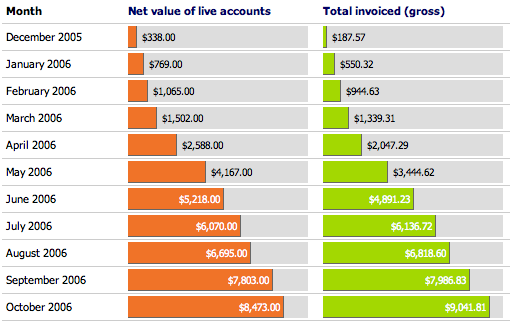 Month Net value of live accounts Total invoiced (gross)
December 2005 $338.00 $187.57
January 2006 $769.00 $550.32
February 2006 $1,065.00 $944.63
March 2006 $1,502.00 $1,339.31
April 2006 $2,588.00 $2,047.29
May 2006 $4,167.00 $3,444.62
June 2006 $5,218.00 $4,891.23
July 2006 $6,070.00 $6,136.72
August 2006 $6,695.00 $6,818.60
September 2006 $7,803.00 $7,986.83
October 2006 $8,473.00 $9,041.81